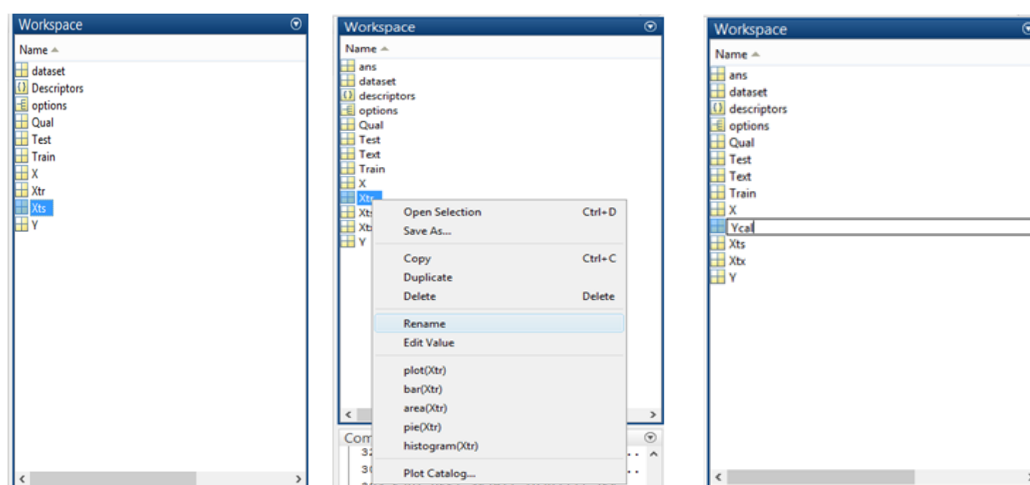 Workspace
Name
dataset
Descriptors
options
Qual
Test
Train
X
Xtr
Xts
Y
Workspace
Name
ans
dataset
descriptors
options
Qual
Test
Text
Train
X
Xtr
Xts
Y
Open Selection Ctrl+D
Save As...
Copy Ctrl+C
Duplicate
Delete Delete
Rename
Edit Value
plot(Xtr)
bar(Xtr)
area(Xtr)
pie(Xtr)
histogram(Xtr)
Plot Catalog...
Com
Workspace
Name
ans
dataset
descriptors
options
Qual
Test
Text
Train
X
Ycal
Xts
Xtx
Y